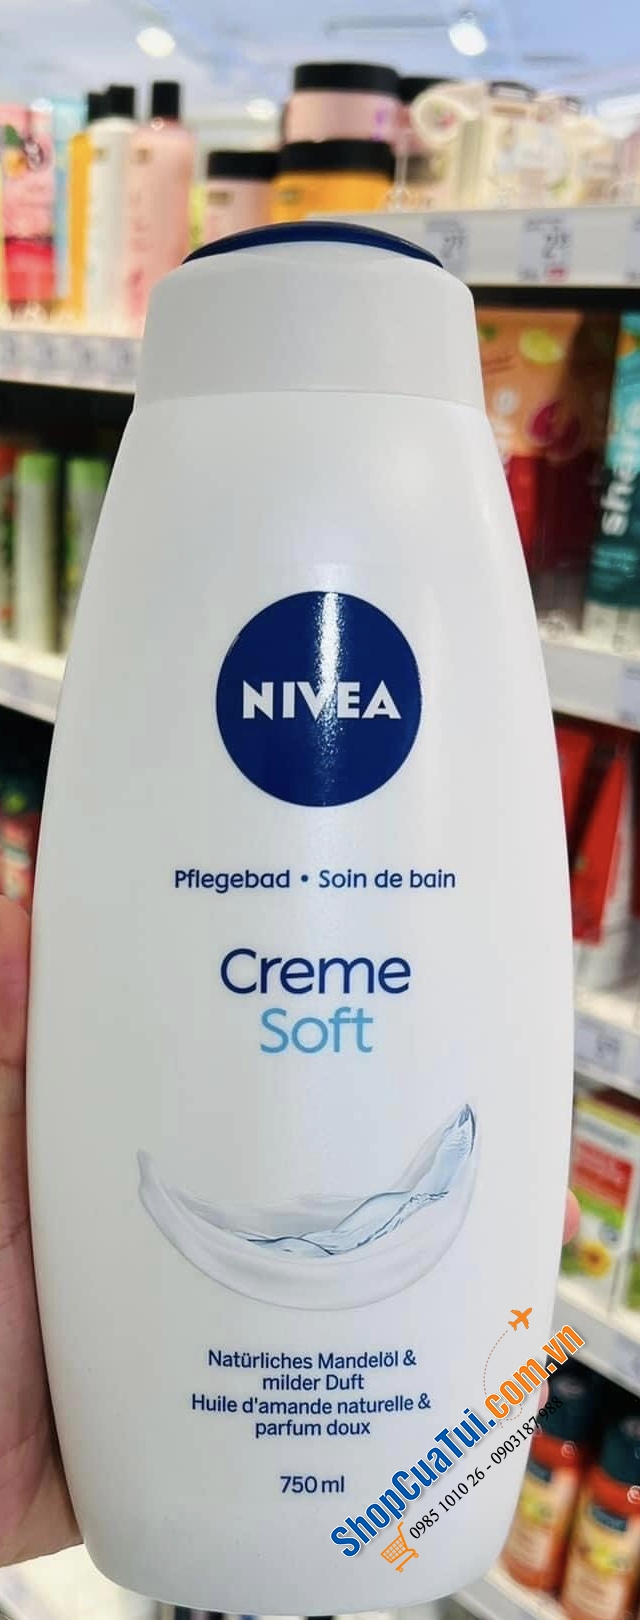 NIVEA
Pflegebad • Soin de bain
Creme
Soft
Natürliches Mandelöl &
milder Duft
Huile d'amande naturelle &
parfum doux
750 ml
ShopCuaTui.com.vn
0985 1010 26 - 0903187988
share